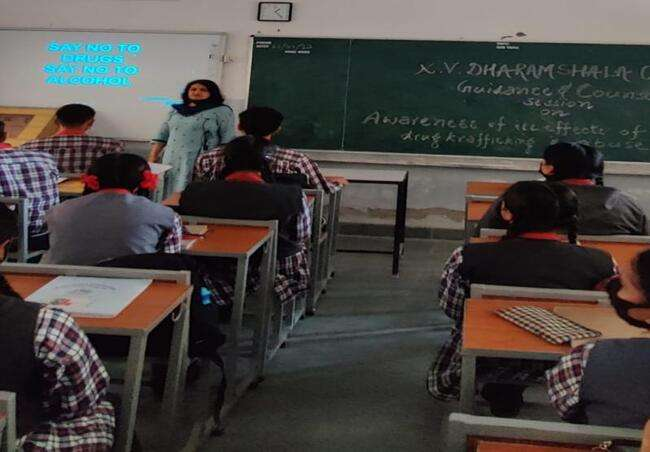 SAY NO TO
DRUGS
SAY NO TO
ALCOHOL
K.V. DHARAMSHALA C
Guidance & Couns
session
on
Awareness of ill effects of
drug trafficking